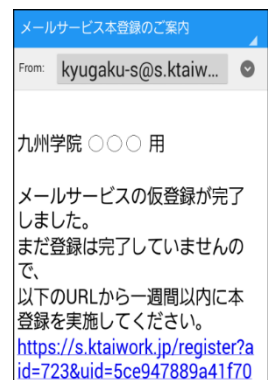 メールサービス本登録のご案内
From: kyugaku-s@s.ktaiw...
九州学院 ○○○ 用
メールサービスの仮登録が完了
しました。
まだ登録は完了していませんの
で、
以下のURLから一週間以内に本
登録を実施してください。
https://s.ktaiwork.jp/register?a
id=723&uid=5ce947889a41f70